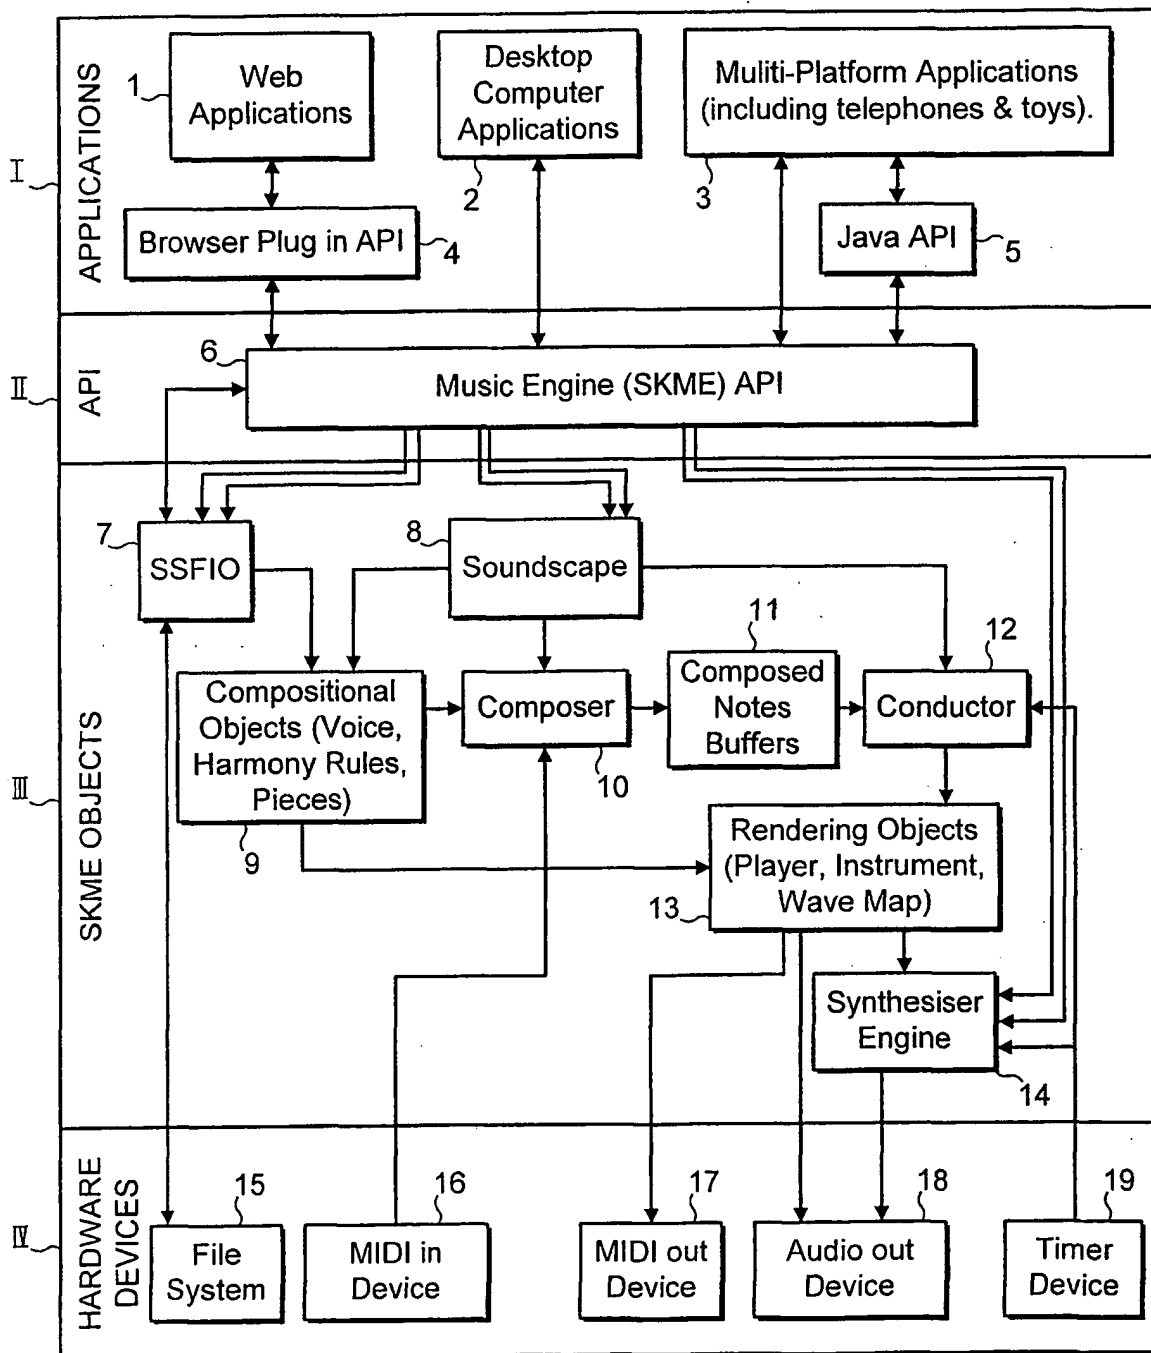 I
APPLICATIONS
1
Web
Applications
Desktop
Computer
Applications
2
Muliti-Platform Applications
(including telephones & toys).
3
Browser Plug in API
4
Java API
5
II
API
6
Music Engine (SKME) API
III
SKME OBJECTS
7
SSFIO
8
Soundscape
Compositional
Objects (Voice,
Harmony Rules,
Pieces)
9
Composer
10
11
Composed
Notes
Buffers
12
Conductor
Rendering Objects
(Player, Instrument,
Wave Map)
13
Synthesiser
Engine
14
IV
HARDWARE
DEVICES
15
File
System
16
MIDI in
Device
17
MIDI out
Device
18
Audio out
Device
19
Timer
Device